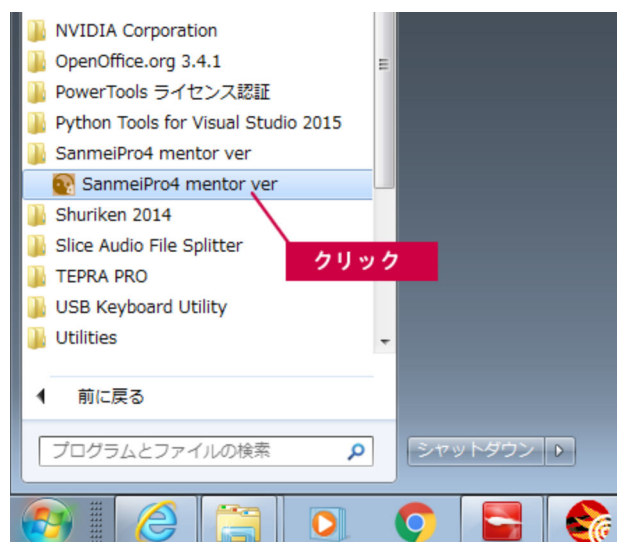 NVIDIA Corporation
OpenOffice.org 3.4.1
PowerTools ライセンス認証
Python Tools for Visual Studio 2015
SanmeiPro4 mentor ver
SanmeiPro4 mentor ver
Shuriken 2014
Slice Audio File Splitter
クリック
TEPRA PRO
USB Keyboard Utility
Utilities
前に戻る
プログラムとファイルの検索
シャットダウン